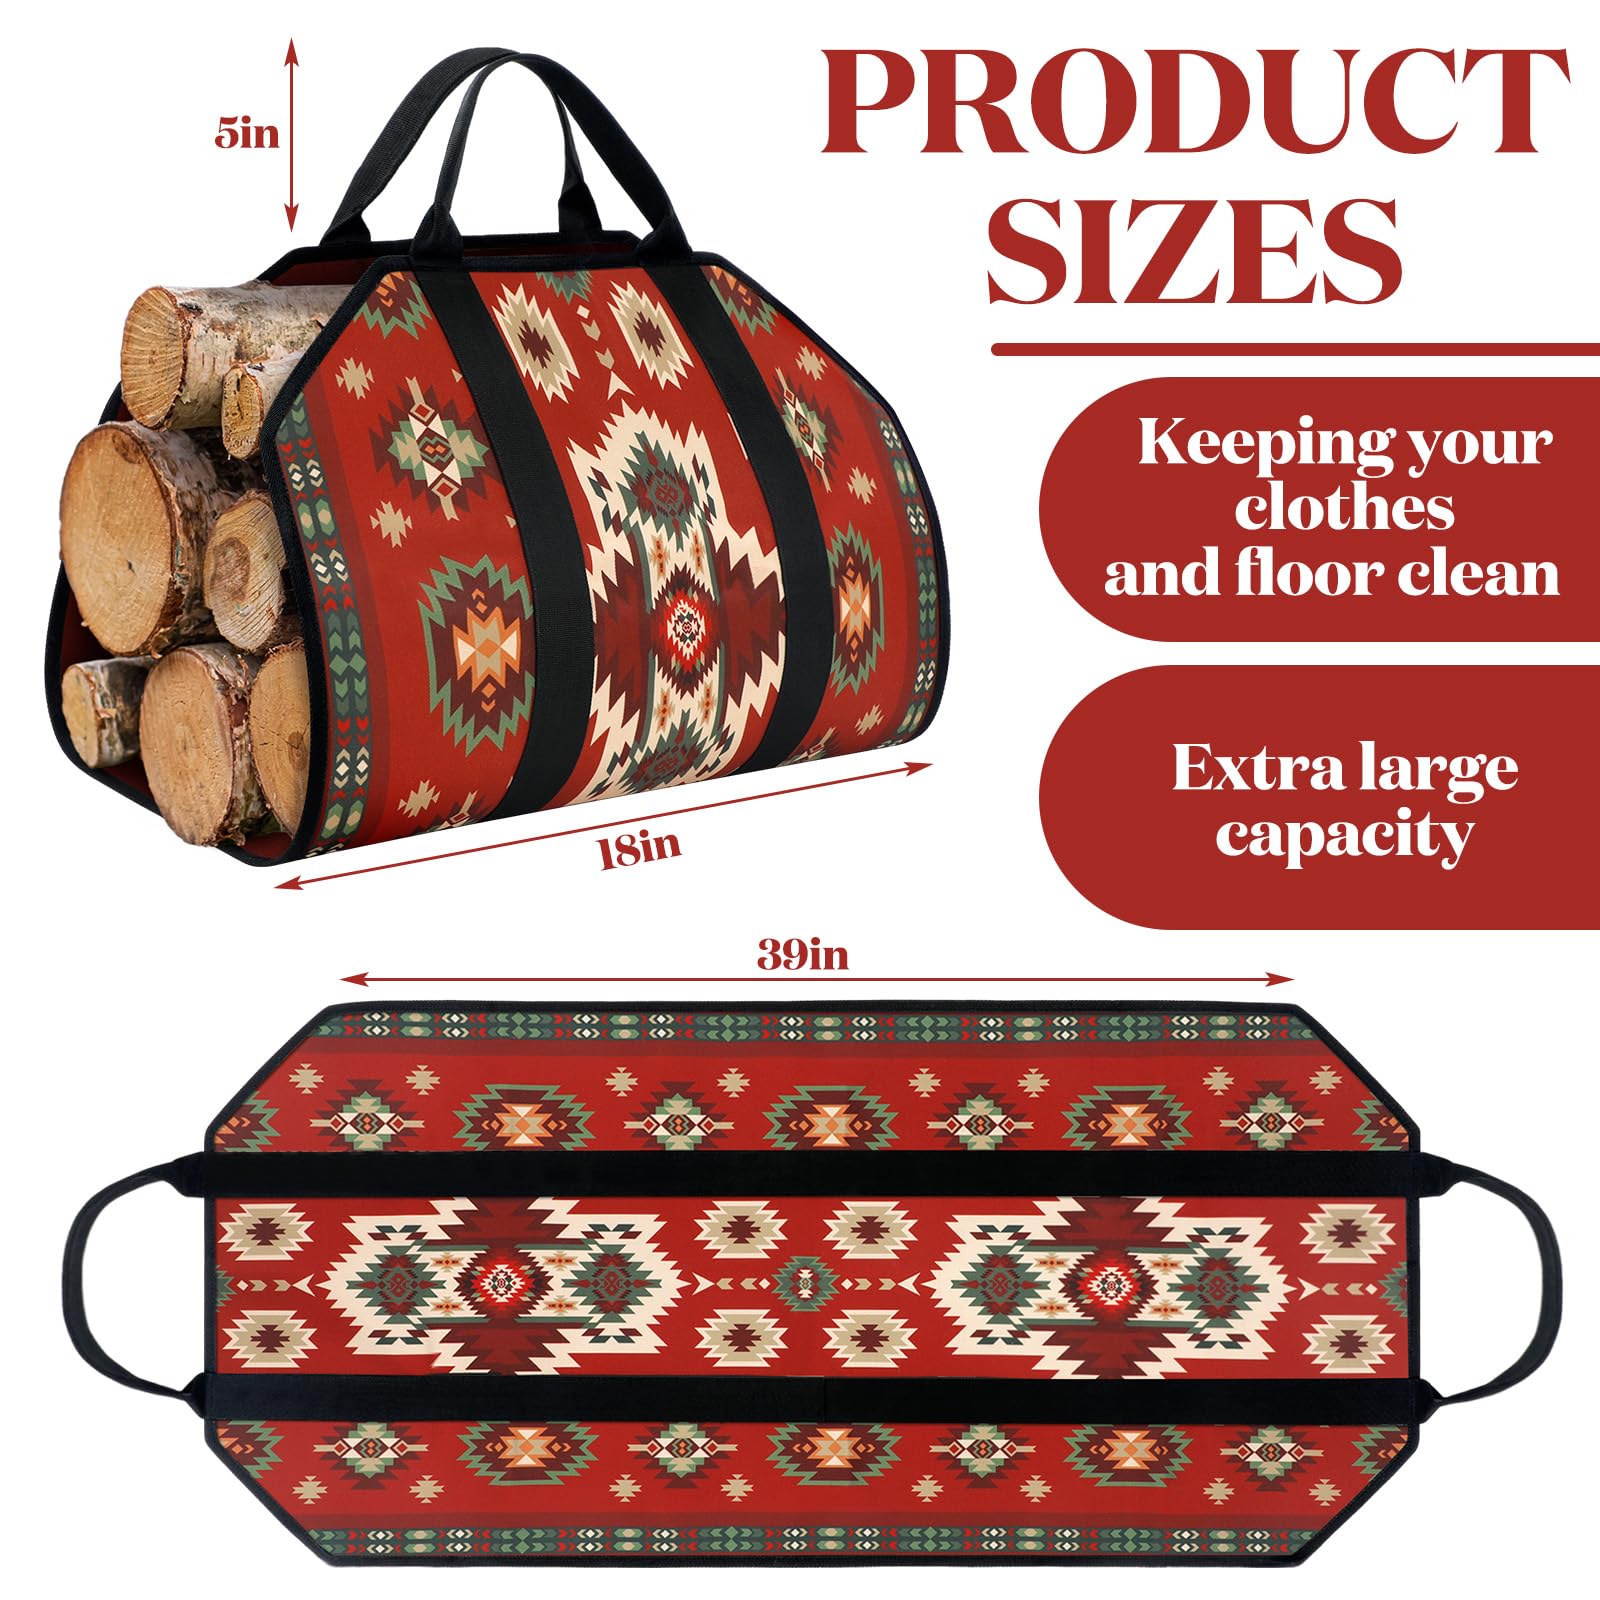 PRODUCT
SIZES
5in
Keeping your
clothes
and floor clean
Extra large
capacity
18in
39in